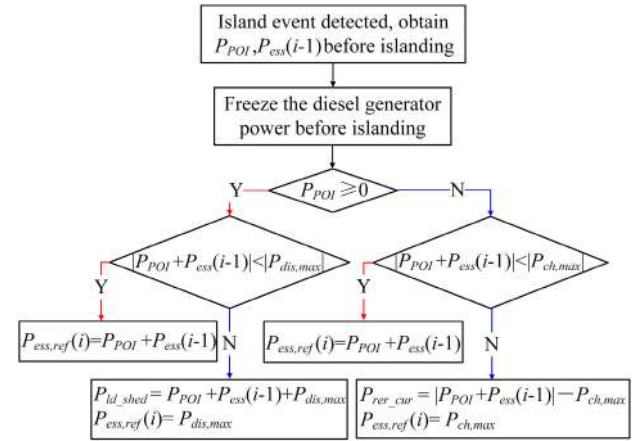 Island event detected, obtain
P_POI,P_ess(i-1) before islanding
Freeze the diesel generator
power before islanding
Y
P_POI ≥0
N
|P_POI+P_ess(i-1)|<|P_dis,max|
|P_POI+P_ess(i-1)|<|P_ch,max|
Y
Y
P_ess,ref(i)=P_POI+P_ess(i-1)
N
P_ess,ref(i)=P_POI+P_ess(i-1)
N
P_ld_shed= P_POI+P_ess(i-1)+P_dis,max
P_ess,ref(i)= P_dis,max
P_rer_cur= |P_POI+P_ess(i-1)|−P_ch,max
P_ess,ref(i)= P_ch,max